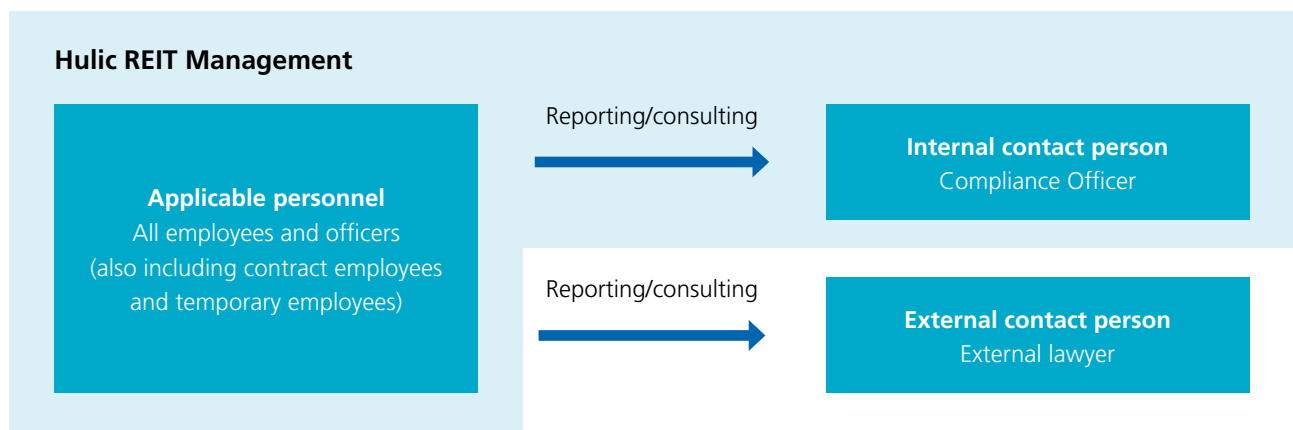 Hulic REIT Management
Applicable personnel
All employees and officers
(also including contract employees
and temporary employees)
Reporting/consulting
Internal contact person
Compliance Officer
Reporting/consulting
External contact person
External lawyer